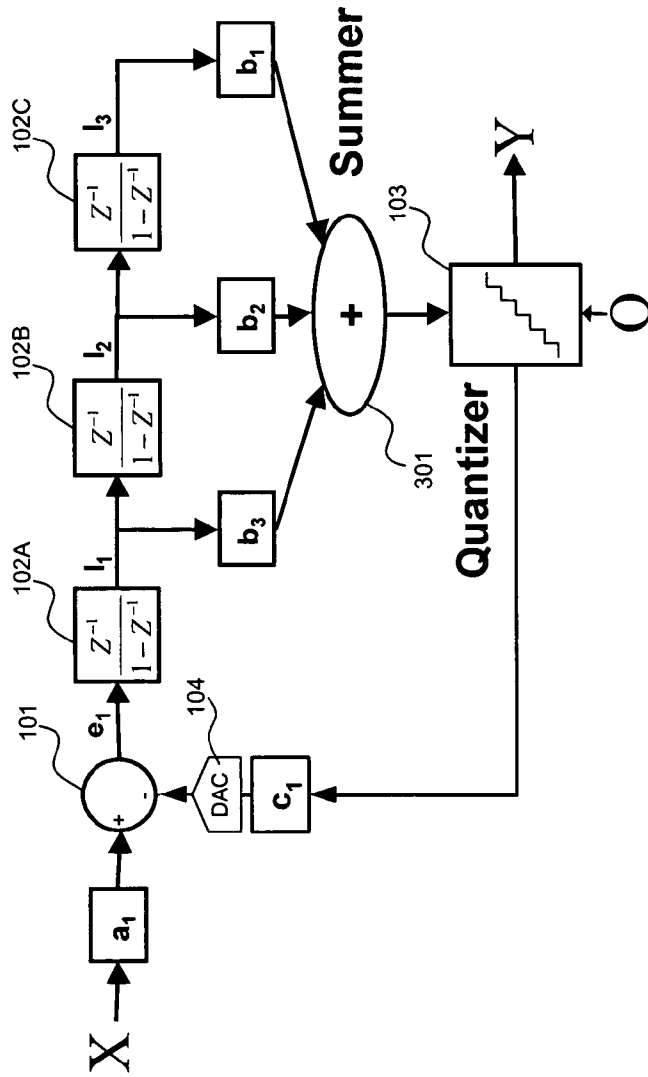 X
a₁
+
-
101
e₁
DAC
104
c₁
102A
Z⁻¹
1 − Z⁻¹
I₁
b₃
102B
Z⁻¹
1 − Z⁻¹
I₂
b₂
102C
Z⁻¹
1 − Z⁻¹
I₃
b₁
+
301
Summer
Quantizer
103
Y
Q